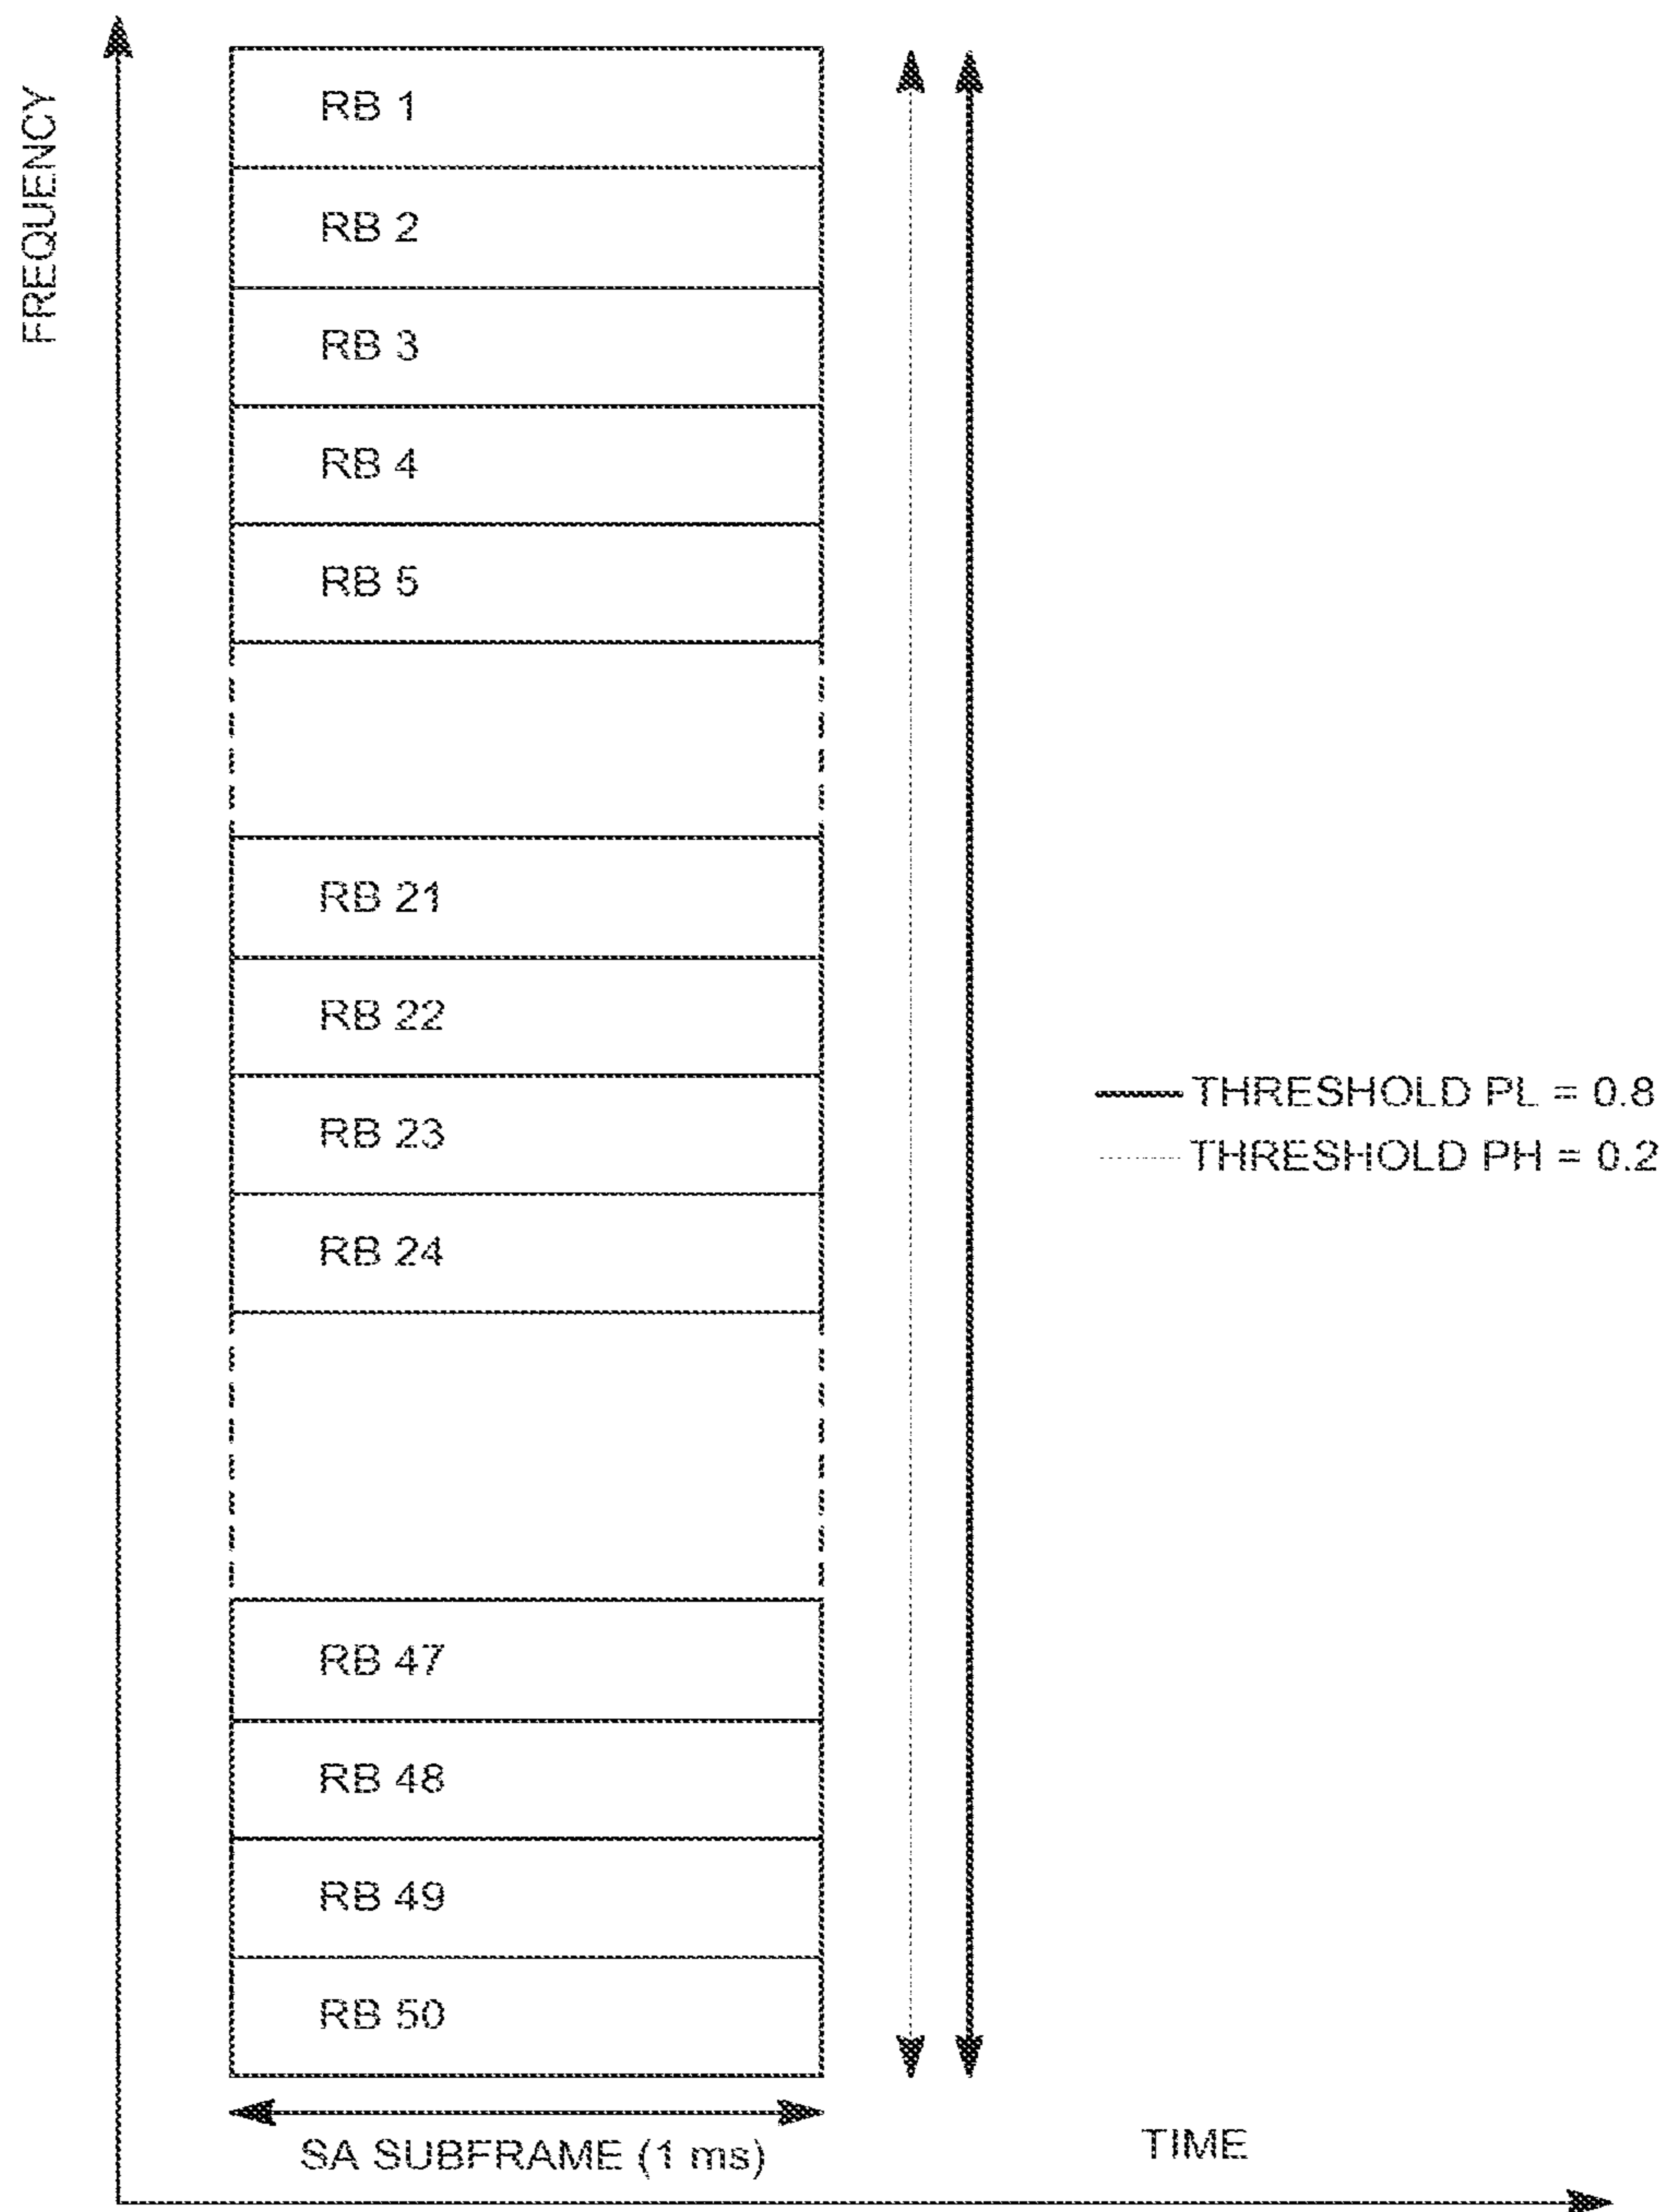 FREQUENCY
RB 1
RB 2
RB 3
RB 4
RB 5
RB 21
RB 22
RB 23
RB 24
RB 47
RB 48
RB 49
RB 50
THRESHOLD PL = 0.8
THRESHOLD PH = 0.2
SA SUBFRAME (1 ms)
TIME